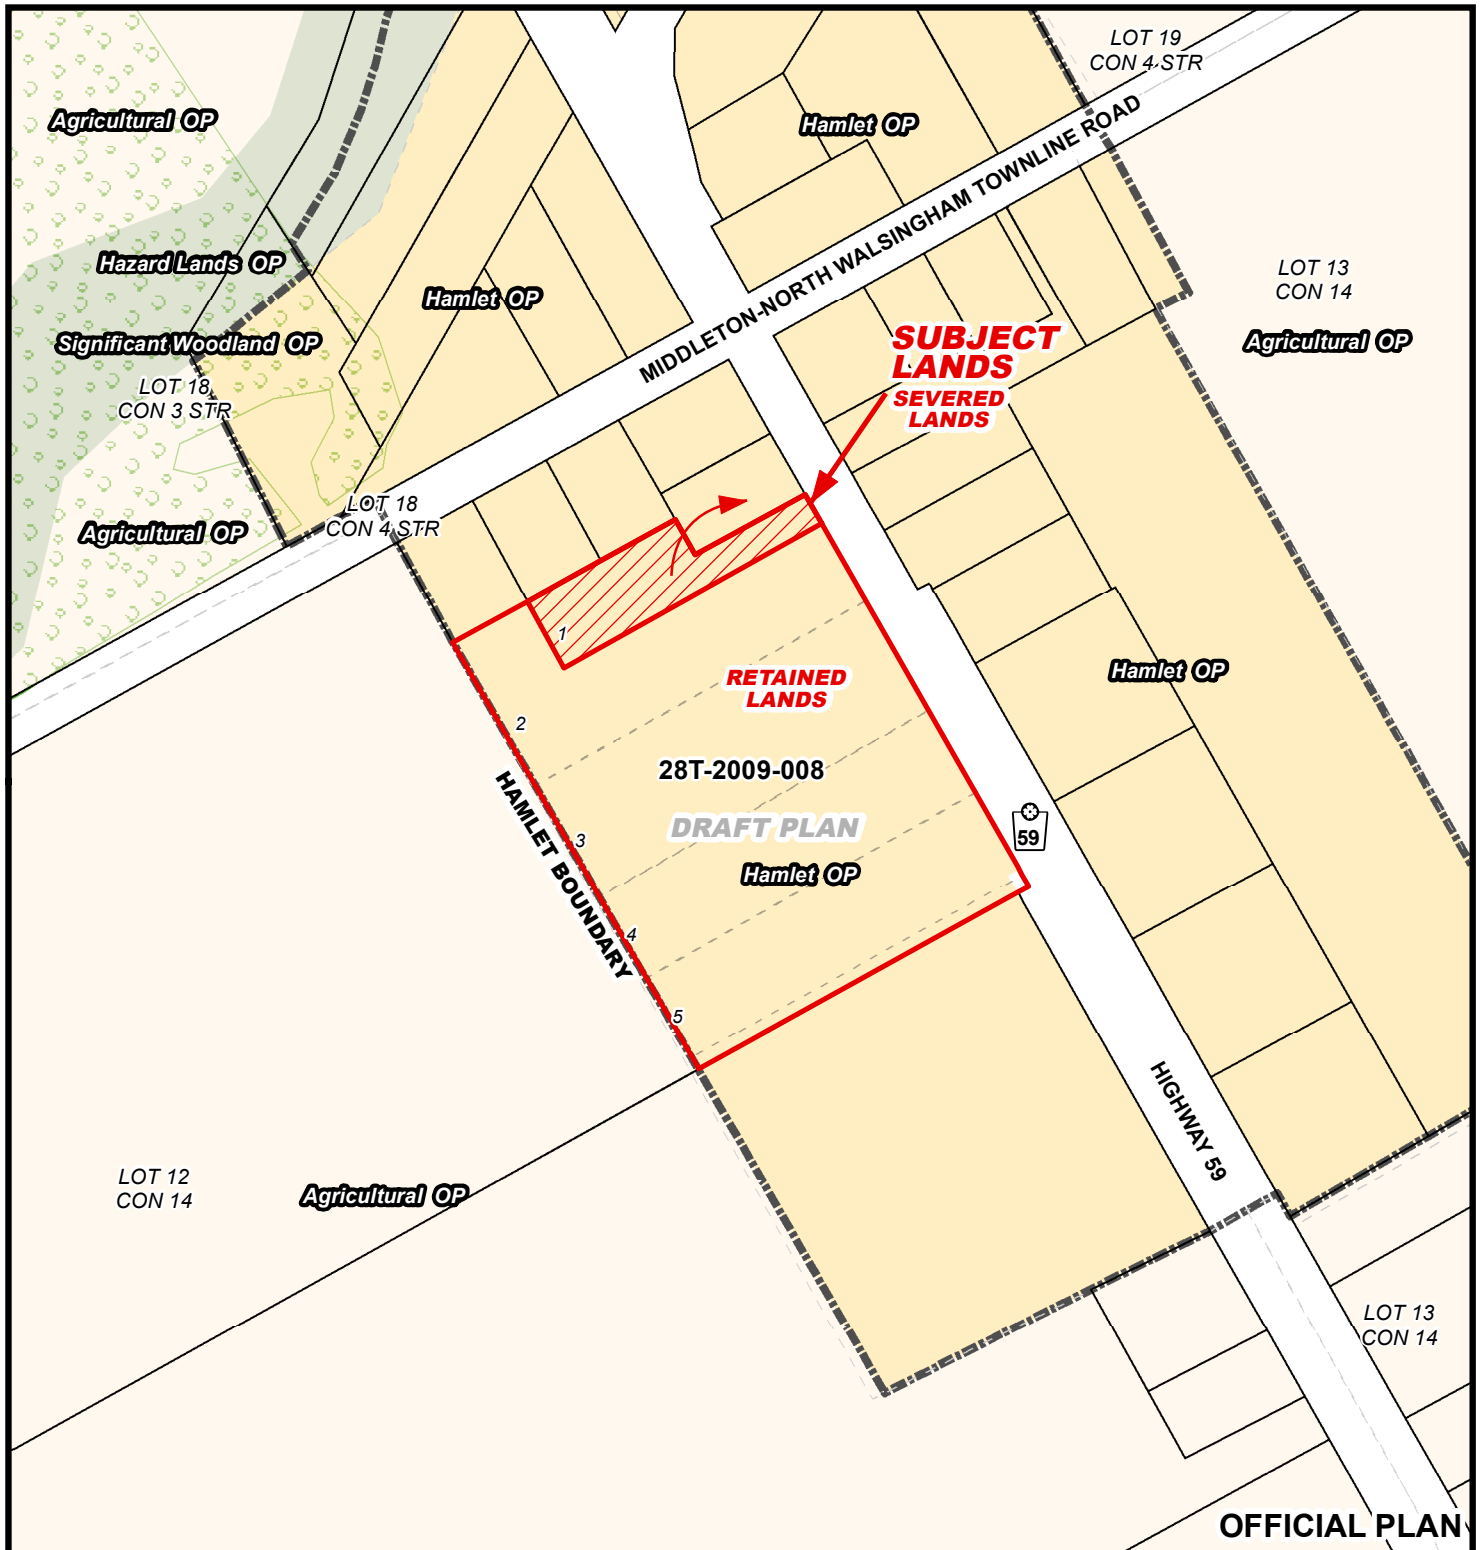 LOT 19
CON 4 STR
Agricultural OP
Hamlet OP
MIDDLETON-NORTH WALSINGHAM TOWNLINE ROAD
Hazard Lands OP
LOT 13
CON 14
Hamlet OP
Significant Woodland OP
SUBJECT
LANDS
Agricultural OP
LOT 18
CON 3 STR
SEVERED
LANDS
LOT 18
CON 4 STR
Agricultural OP
1
RETAINED
LANDS
Hamlet OP
2
28T-2009-008
HAMLET BOUNDARY
DRAFT PLAN
59
3
Hamlet OP
4
5
HIGHWAY 59
LOT 12
CON 14
Agricultural OP
LOT 13
CON 14
OFFICIAL PLAN